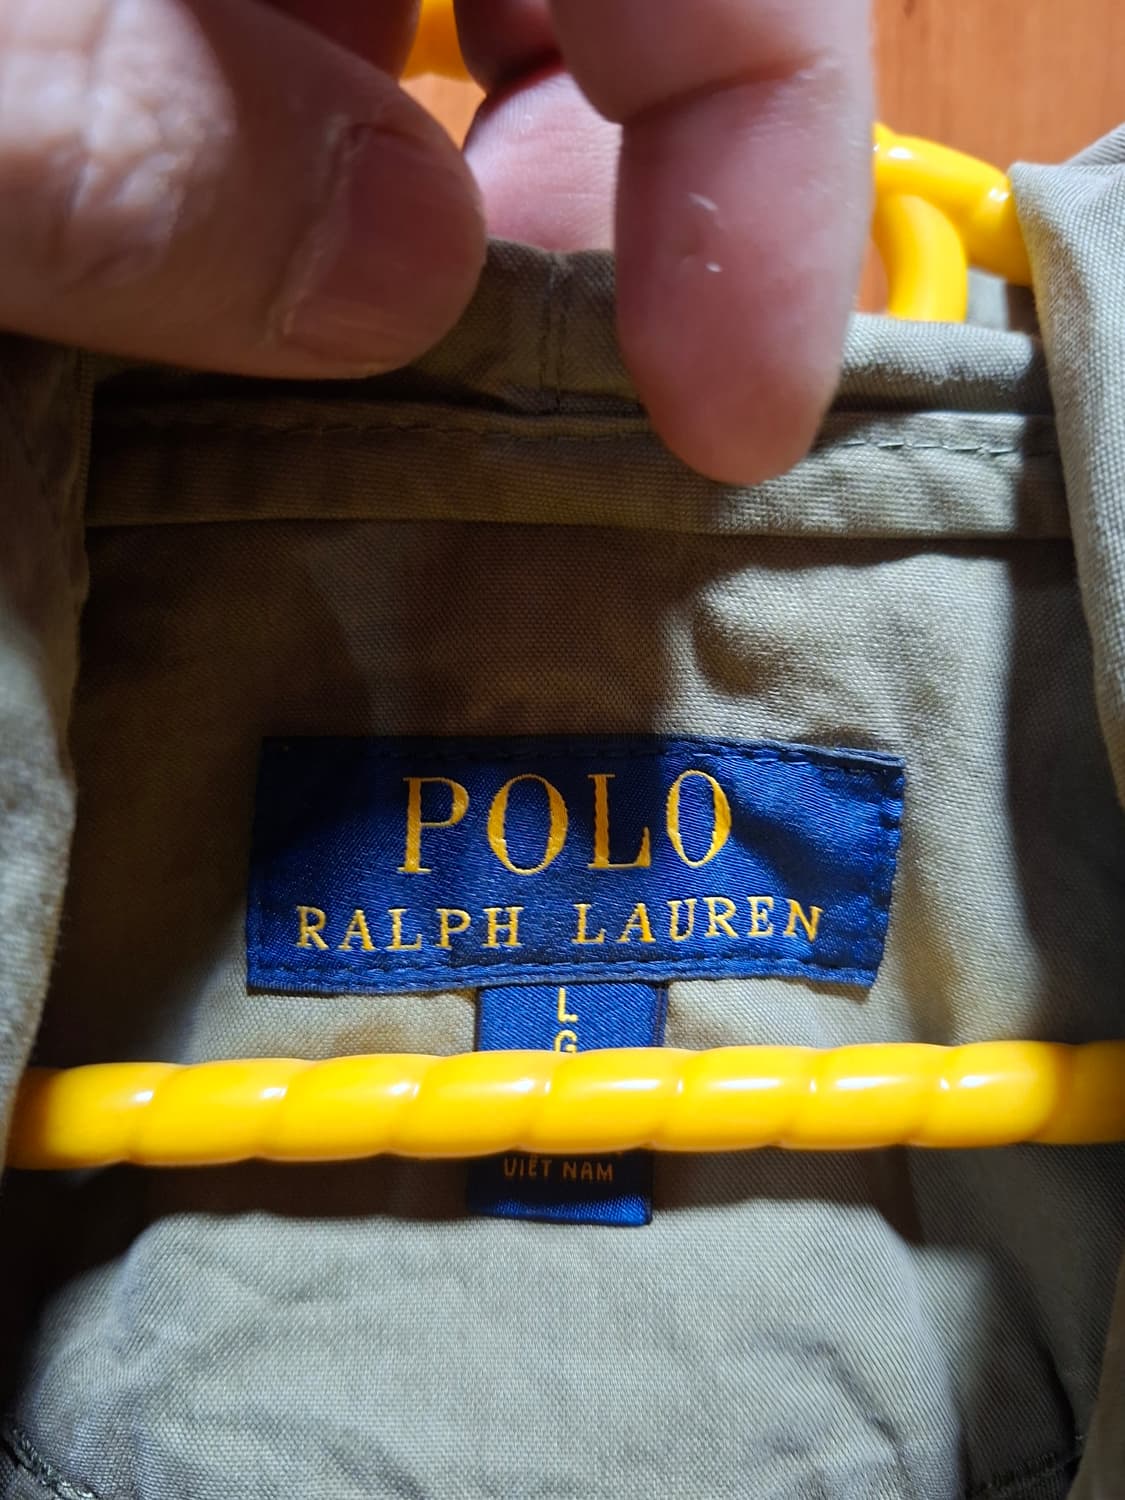 POLO
RALPH LAUREN
L
G
VIET NAM